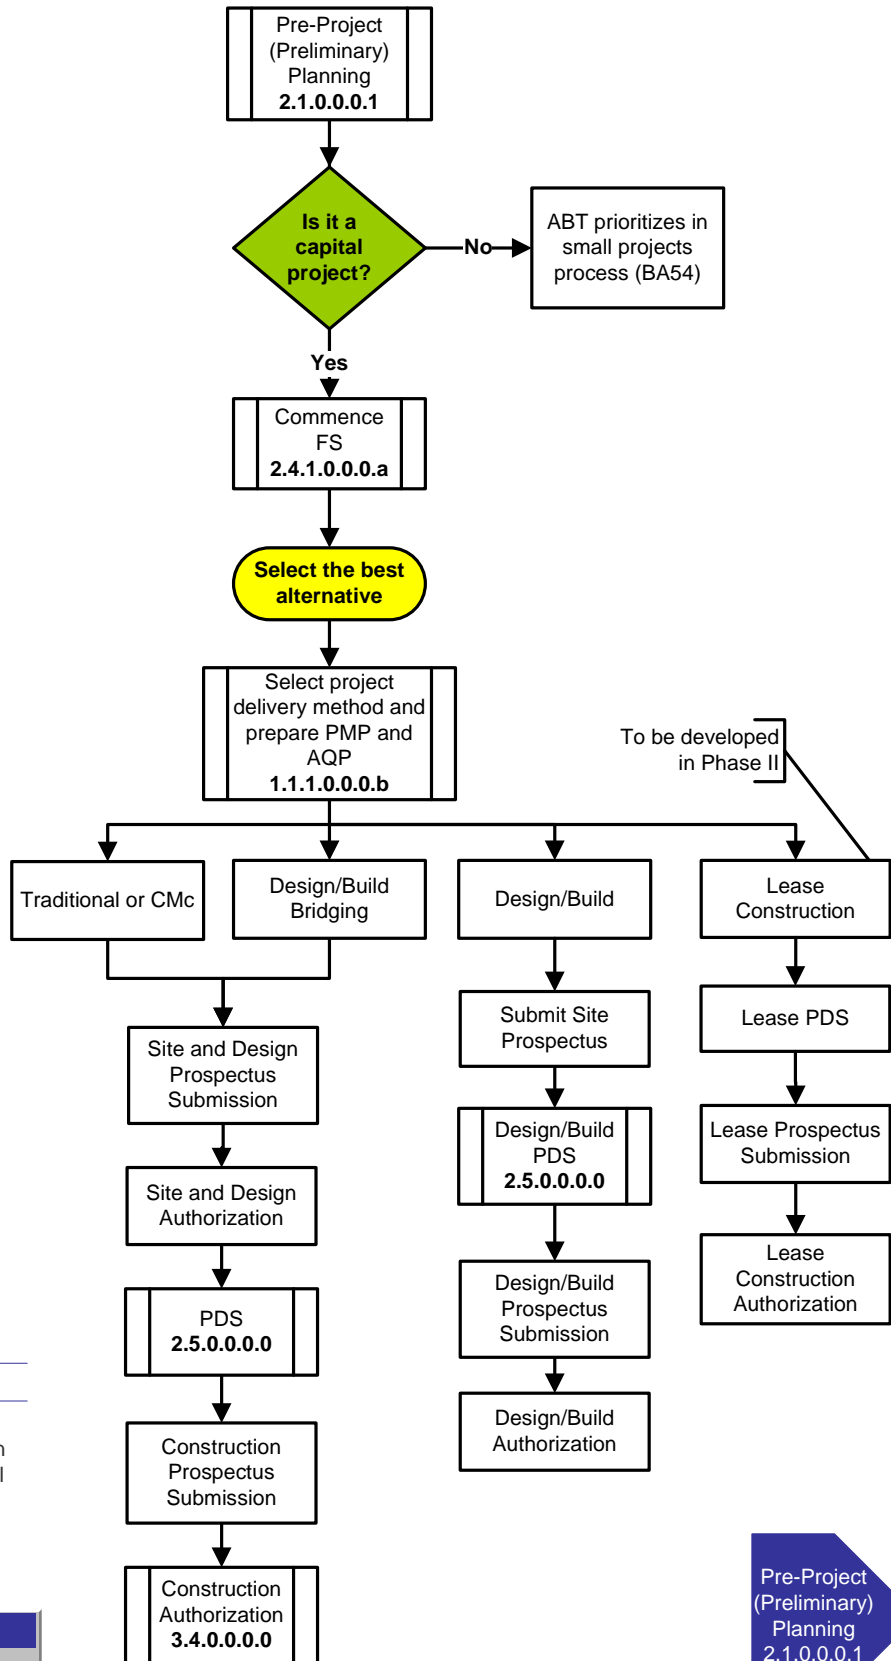 Pre-Project
(Preliminary)
Planning
2.1.0.0.0.1
Is it a
capital
project?
No
ABT prioritizes in
small projects
process (BA54)
Yes
Commence
FS
2.4.1.0.0.0.a
Select the best
alternative
Select project
delivery method and
prepare PMP and
AQP
1.1.1.0.0.0.b
To be developed
in Phase II
Traditional or CMc
Design/Build
Bridging
Design/Build
Lease
Construction
Site and Design
Prospectus
Submission
Submit Site
Prospectus
Lease PDS
Design/Build
PDS
2.5.0.0.0.0
Lease Prospectus
Submission
Site and Design
Authorization
Lease
Construction
Authorization
Design/Build
Prospectus
Submission
PDS
2.5.0.0.0.0
Design/Build
Authorization
Construction
Prospectus
Submission
Construction
Authorization
3.4.0.0.0.0
Pre-Project
(Preliminary)
Planning
2.1.0.0.0.1